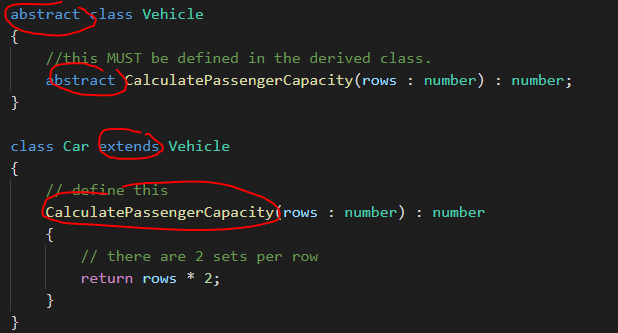 abstract class Vehicle
{
//this MUST be defined in the derived class.
abstract CalculatePassengerCapacity(rows : number) : number;
}
class Car extends Vehicle
{
// define this
CalculatePassengerCapacity(rows : number) : number
{
// there are 2 sets per row
return rows * 2;
}
}